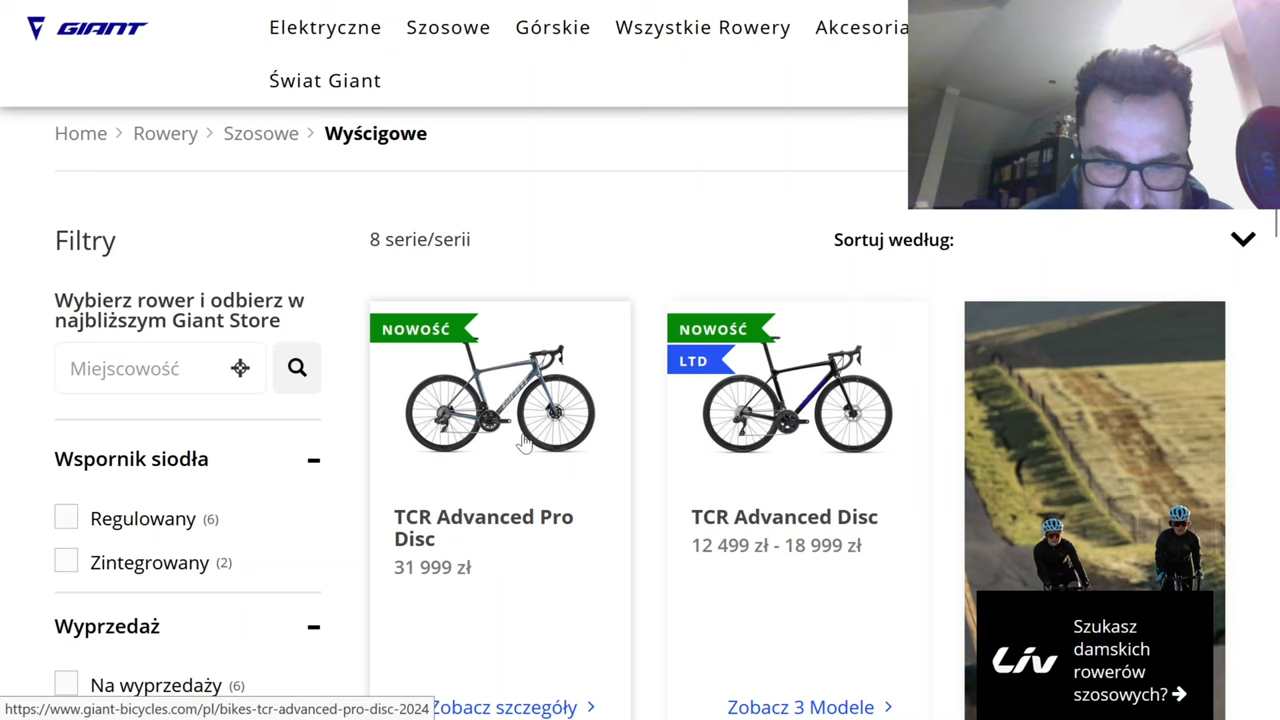 GIANT
Elektryczne Szosowe Górskie Wszystkie Rowery Akcesoria
Świat Giant
Home > Rowery > Szosowe > Wyścigowe
Filtry
8 serie/serii
Sortuj według:
Wybierz rower i odbierz w
najbliższym Giant Store
Miejscowość
Wspornik siodła
Regulowany (6)
Zintegrowany (2)
Wyprzedaż
Na wyprzedaży (6)
NOWOŚĆ
TCR Advanced Pro
Disc
31 999 zł
Zobacz szczegóły
NOWOŚĆ
LTD
TCR Advanced Disc
12 499 zł - 18 999 zł
Zobacz 3 Modele
Liv
Szukasz
damskich
rowerów
szosowych?
https://www.giant-bicycles.com/pl/bikes-tcr-advanced-pro-disc-2024